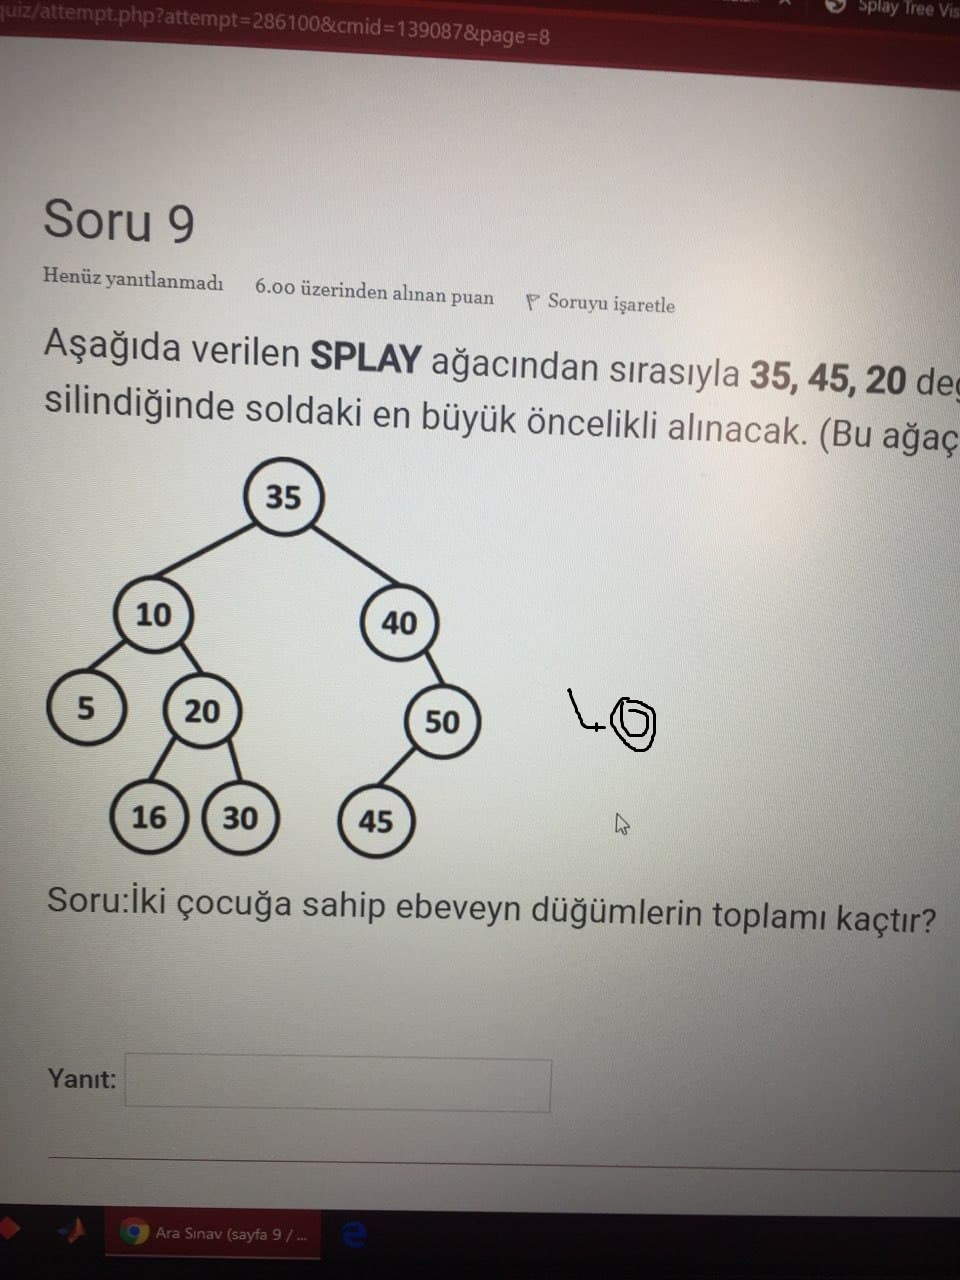 quiz/attempt.php?attempt=286100&cmid=139087&page=8
Splay Tree Vis
Soru 9
Henüz yanıtlanmadı 6.00 üzerinden alınan puan Soruyu işaretle
Aşağıda verilen SPLAY ağacından sırasıyla 35, 45, 20 değ
silindiğinde soldaki en büyük öncelikli alınacak. (Bu ağaç
35
10 40
5 20 50
40
16 30 45
Soru:İki çocuğa sahip ebeveyn düğümlerin toplamı kaçtır?
Yanıt:
Ara Sınav (sayfa 9 / ...